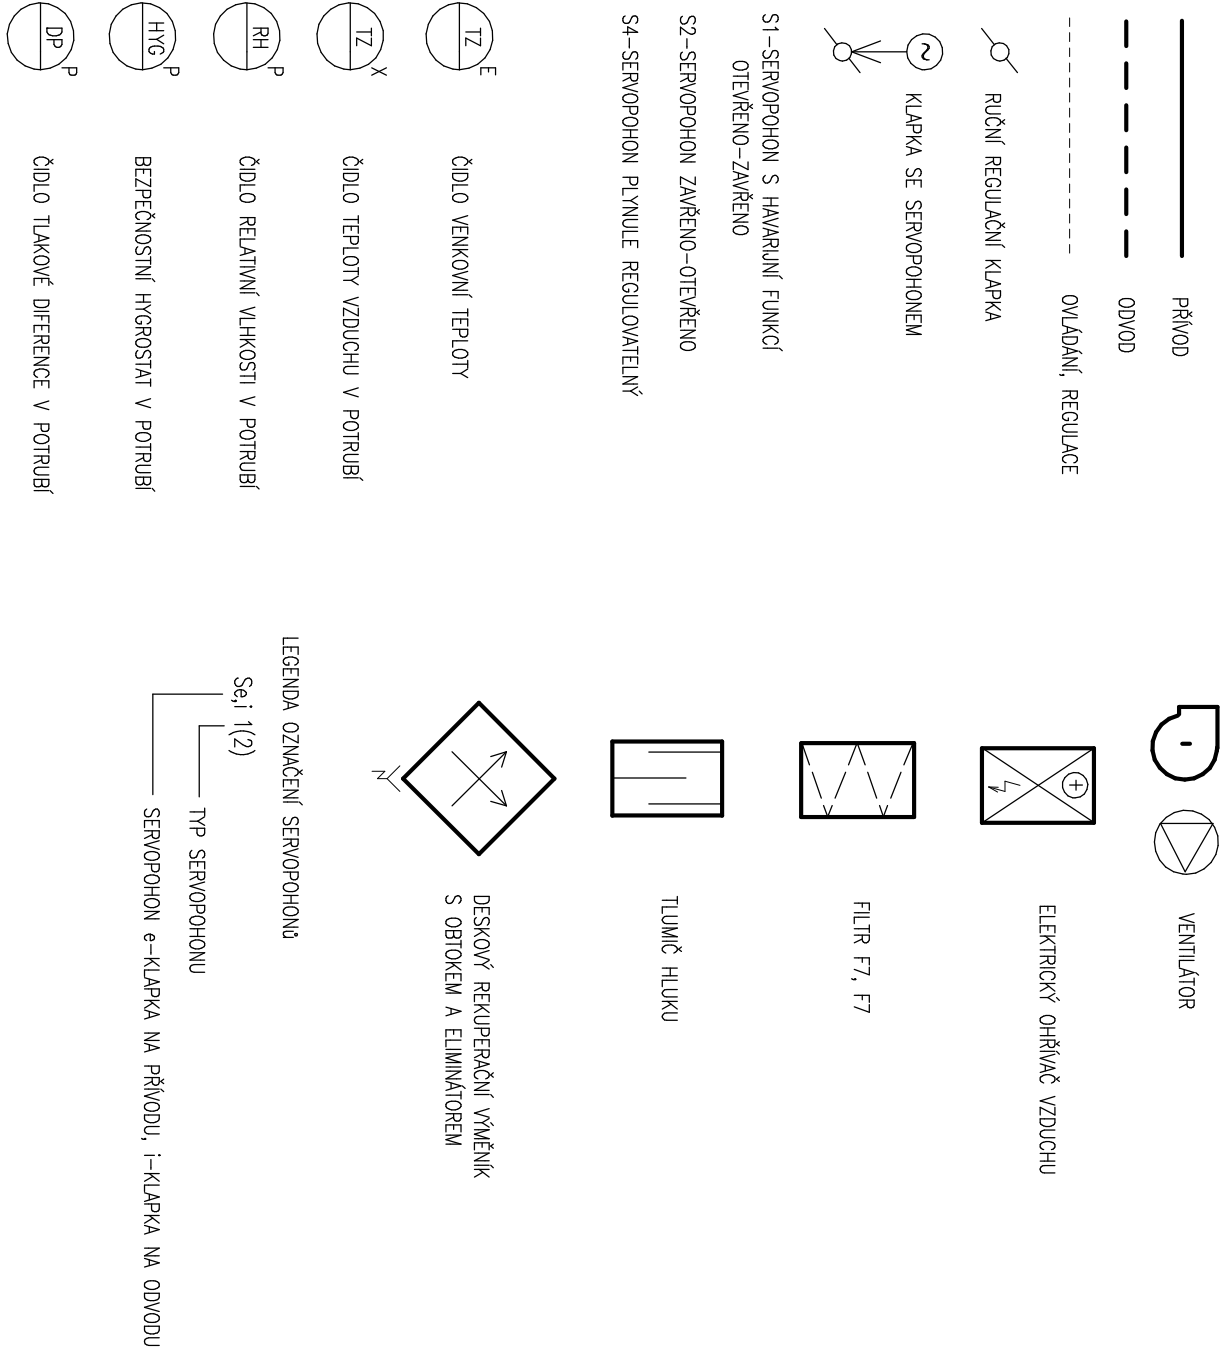 PŘÍVOD
ODVOD
OVLÁDÁNÍ, REGULACE
RUČNÍ REGULAČNÍ KLAPKA
~
KLAPKA SE SERVOPOHONEM
S1-SERVOPOHON S HAVARIJNÍ FUNKCÍ
OTEVŘENO-ZAVŘENO
S2-SERVOPOHON ZAVŘENO-OTEVŘENO
S4-SERVOPOHON PLYNULE REGULOVATELNÝ
TZ E
ČIDLO VENKOVNÍ TEPLOTY
TZ X
ČIDLO TEPLOTY VZDUCHU V POTRUBÍ
RH P
ČIDLO RELATIVNÍ VLHKOSTI V POTRUBÍ
HYG P
BEZPEČNOSTNÍ HYGROSTAT V POTRUBÍ
DP P
ČIDLO TLAKOVÉ DIFERENCE V POTRUBÍ
VENTILÁTOR
+
ELEKTRICKÝ OHŘÍVAČ VZDUCHU
FILTR F7, F7
TLUMIČ HLUKU
DESKOVÝ REKUPERAČNÍ VÝMĚNÍK
S OBTOKEM A ELIMINÁTOREM
LEGENDA OZNAČENÍ SERVOPOHONů
Se,i 1(2)
TYP SERVOPOHONU
SERVOPOHON e-KLAPKA NA PŘÍVODU, i-KLAPKA NA ODVODU